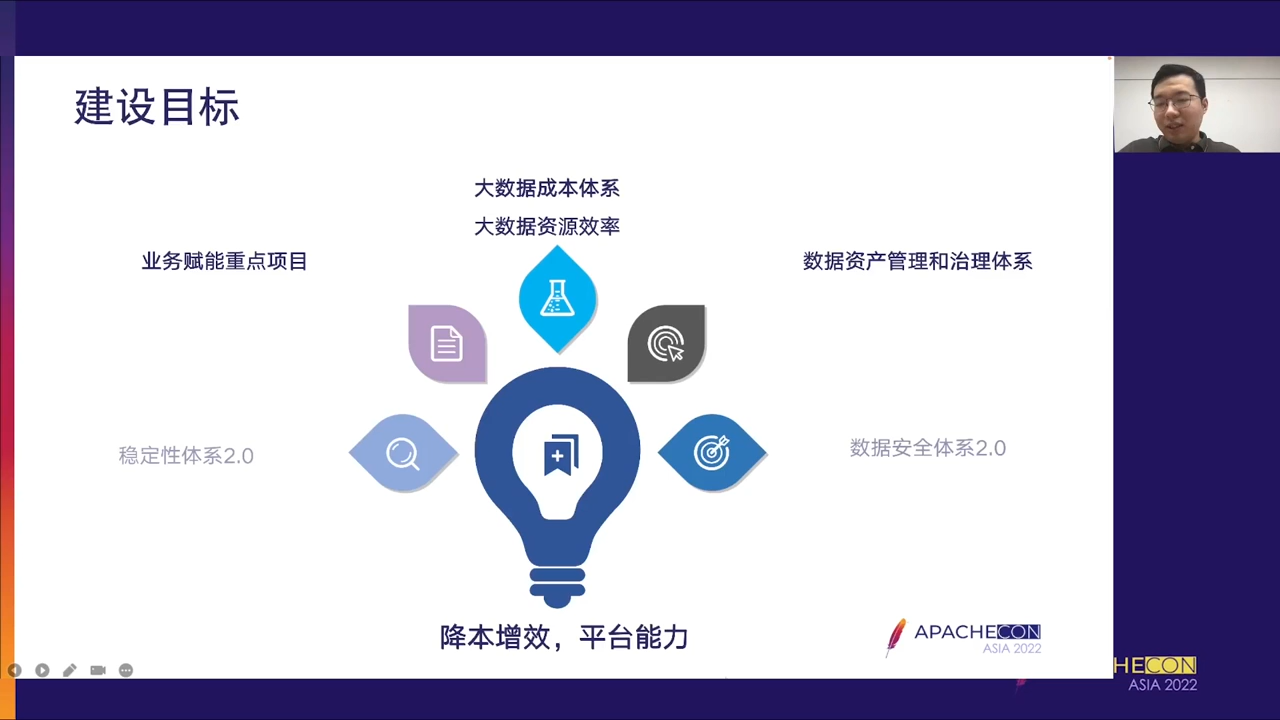 建设目标
大数据成本体系
大数据资源效率
业务赋能重点项目
数据资产管理和治理体系
稳定性体系2.0
数据安全体系2.0
降本增效，平台能力
APACHECON
ASIA 2022
HECON
ASIA 2022